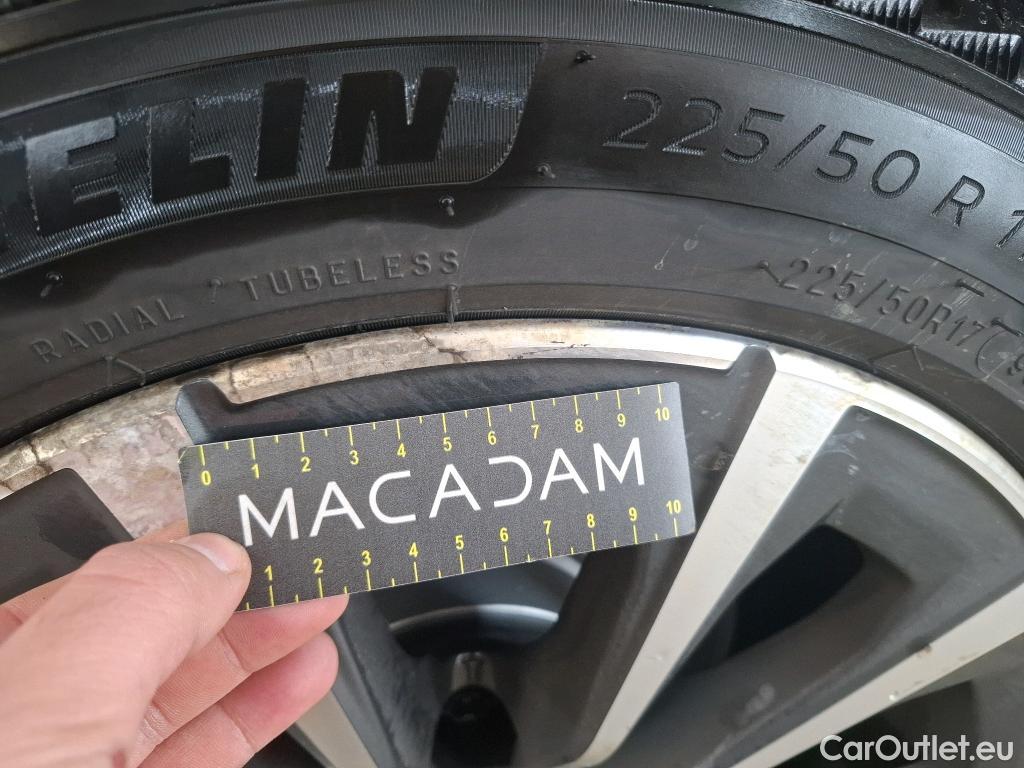 ELIN
225/50 R 1
RADIAL TUBELESS
225/50R17
0 1 2 3 4 5 6 7 8 9 10
MACADAM
1 2 3 4 5 6 7 8 9 10
CarOutlet.eu